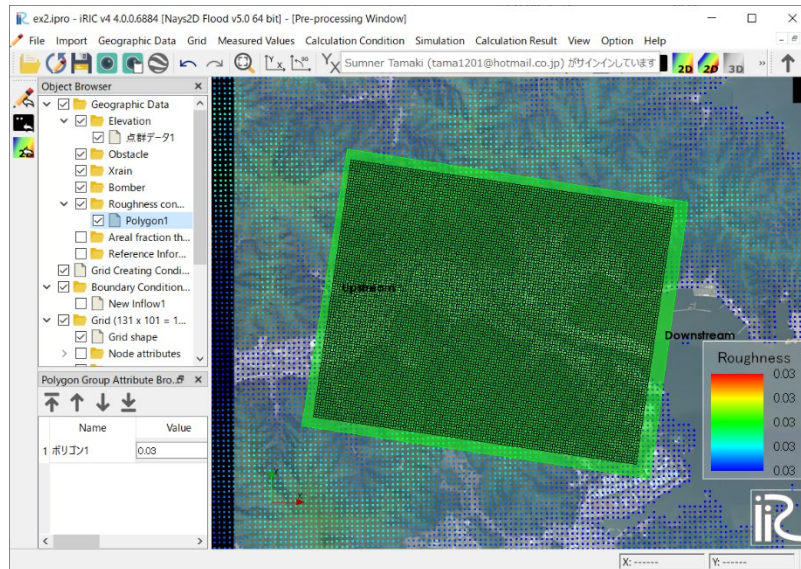 ex2.ipro - iRIC v4 4.0.0.6884 [Nays2D Flood v5.0 64 bit] - [Pre-processing Window]
File Import Geographic Data Grid Measured Values Calculation Condition Simulation Calculation Result View Option Help
Sumner Tamaki (tama1201@hotmail.co.jp) がサインインしています
2D 2D 3D »
Object Browser
Geographic Data
Elevation
点群データ1
Obstacle
Xrain
Bomber
Roughness con...
Polygon1
Areal fraction th...
Reference Infor...
Grid Creating Condi...
Boundary Condition...
New Inflow1
Grid (131 x 101 = 1...
Grid shape
Node attributes
Polygon Group Attribute Bro...
Name Value
1 ポリゴン1 0.03
Upstream
Downstream
Roughness
0.03
0.03
0.03
0.03
0.03
iRIC
X: ------ Y: ------